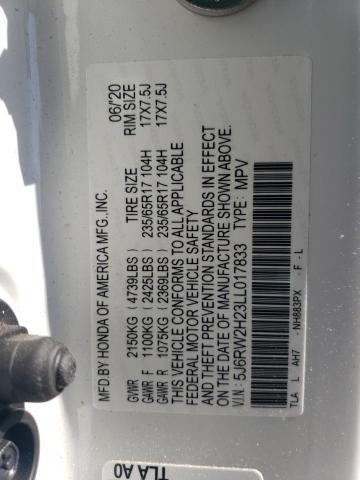 MFD.BY HONDA OF AMERICA MFG.,INC. 06/'20
TIRE SIZE RIM SIZE
GVWR 2150KG (4739LBS)
GAWR F 1100KG (2425LBS) 235/65R17 104H 17X7.5J
GAWR R 1075KG (2369LBS) 235/65R17 104H 17X7.5J
THIS VEHICLE CONFORMS TO ALL APPLICABLE
FEDERAL MOTOR VEHICLE SAFETY
AND THEFT PREVENTION STANDARDS IN EFFECT
ON THE DATE OF MANUFACTURE SHOWN ABOVE.
V.I.N: 5J6RW2H23LL017833 TYPE: MPV
TLA L AH7 - NH883PX - F - L
TLA A0